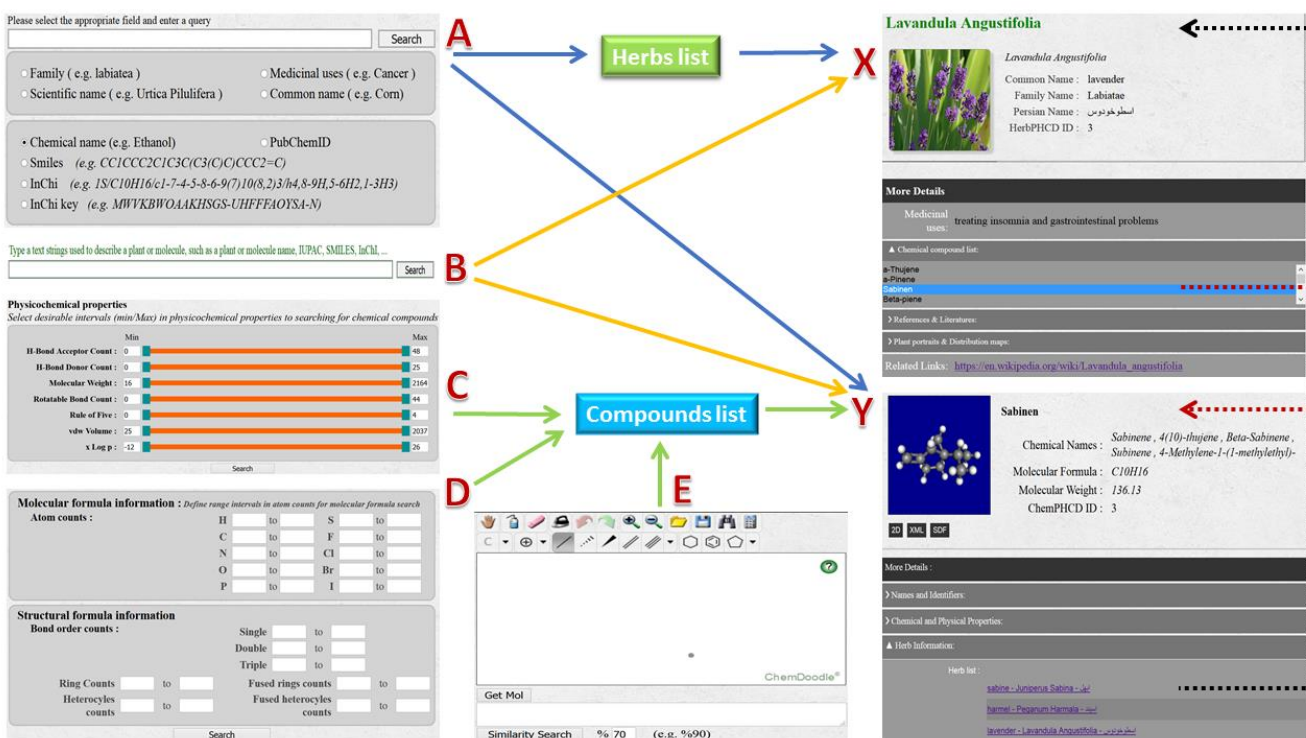 Please select the appropriate field and enter a query
Search
Family ( e.g. labiatea )
Medicinal uses ( e.g. Cancer )
Scientific name ( e.g. Urtica Pilulifera )
Common name ( e.g. Corn)
Chemical name (e.g. Ethanol)
PubChemID
Smiles (e.g. CC1CCC2C1C3C(C3(C)C)CCC2=C)
InChi (e.g. 1S/C10H16/c1-7-4-5-8-6-9(7)10(8,2)3/h4,8-9H,5-6H2,1-3H3)
InChi key (e.g. MWVKBWOAAKHSGS-UHFFFAOYSA-N)
A
Type a text strings used to describe a plant or molecule, such as a plant or molecule name, IUPAC, SMILES, InChI, ...
Search
B
Physicochemical properties
Select desirable intervals (min/Max) in physicochemical properties to searching for chemical compounds
Min Max
H-Bond Acceptor Count : 0 48
H-Bond Donor Count : 0 25
Molecular Weight : 16 2164
Rotatable Bond Count : 0 44
Rule of Five : 0 4
vdw Volume : 25 2037
x Log p : -12 26
Search
C
Molecular formula information : Define range intervals in atom counts for molecular formula search
Atom counts :
H to S to
C to F to
N to Cl to
O to Br to
P to I to
Structural formula information
Bond order counts :
Single to
Double to
Triple to
Ring Counts to Fused rings counts to
Heterocyles counts to Fused heterocyles counts to
Search
D
Herbs list
Compounds list
E
C
ChemDoodle®
Get Mol
Similarity Search % 70 (e.g. %90)
X
Y
Lavandula Angustifolia
Lavandula Angustifolia
Common Name : lavender
Family Name : Labiatae
Persian Name : اسطوخودوس
HerbPHCD ID : 3
More Details
Medicinal uses: treating insomnia and gastrointestinal problems
Chemical compound list:
a-Thujene
a-Pinene
Sabinen
Beta-piene
References & Literatures:
Plant portraits & Distribution maps:
Related Links: https://en.wikipedia.org/wiki/Lavandula_angustifolia
Sabinen
Chemical Names : Sabinene , 4(10)-thujene , Beta-Sabinene ,
Subinene , 4-Methylene-1-(1-methylethyl)-
Molecular Formula : C10H16
Molecular Weight : 136.13
ChemPHCD ID : 3
2D XML SDF
More Details :
Names and Identifiers:
Chemical and Physical Properties:
Herb Information:
Herb list :
sabine - Juniperus Sabina -
harmel - Peganum Harmala -
lavender - Lavandula Angustifolia - اسطوخودوس